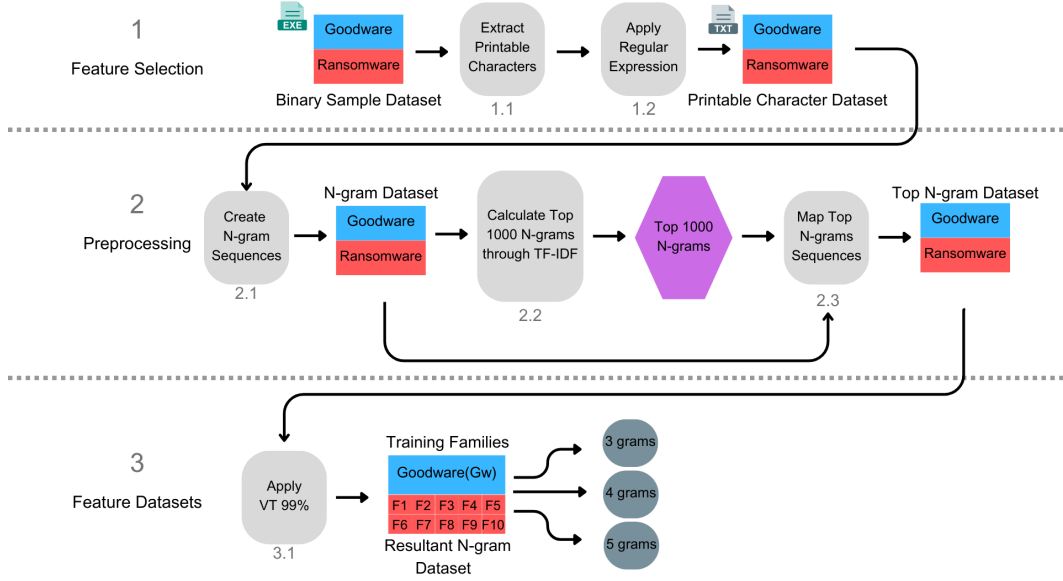 1
Feature Selection
EXE
Goodware
Ransomware
Binary Sample Dataset
Extract
Printable
Characters
1.1
Apply
Regular
Expression
1.2
TXT
Goodware
Ransomware
Printable Character Dataset
2
Preprocessing
Create
N-gram
Sequences
2.1
N-gram Dataset
Goodware
Ransomware
Calculate Top
1000 N-grams
through TF-IDF
2.2
Top 1000
N-grams
Map Top
N-grams
Sequences
2.3
Top N-gram Dataset
Goodware
Ransomware
3
Feature Datasets
Apply
VT 99%
3.1
Training Families
Goodware(Gw)
F1 F2 F3 F4 F5
F6 F7 F8 F9 F10
Resultant N-gram
Dataset
3 grams
4 grams
5 grams